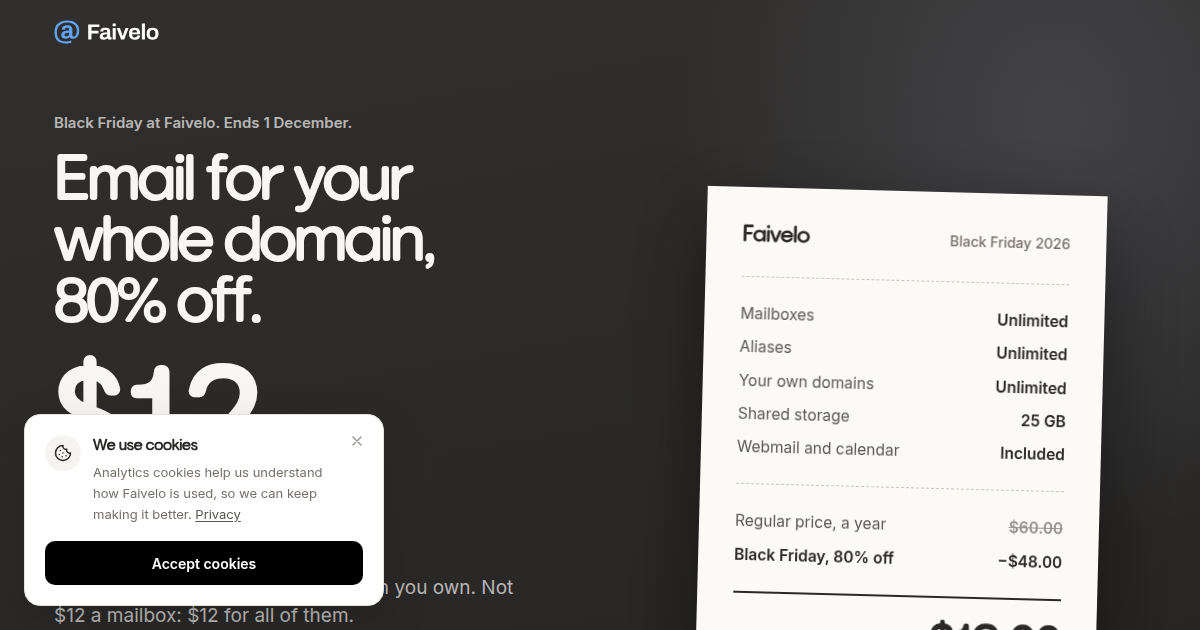 @ Faivelo
Black Friday at Faivelo. Ends 1 December.
Email for your
whole domain,
80% off.
$12
We use cookies
Analytics cookies help us understand
how Faivelo is used, so we can keep
making it better. Privacy
Accept cookies
you own. Not
$12 a mailbox: $12 for all of them.
Faivelo
Black Friday 2026
Mailboxes Unlimited
Aliases Unlimited
Your own domains Unlimited
Shared storage 25 GB
Webmail and calendar Included
Regular price, a year $60.00
Black Friday, 80% off −$48.00